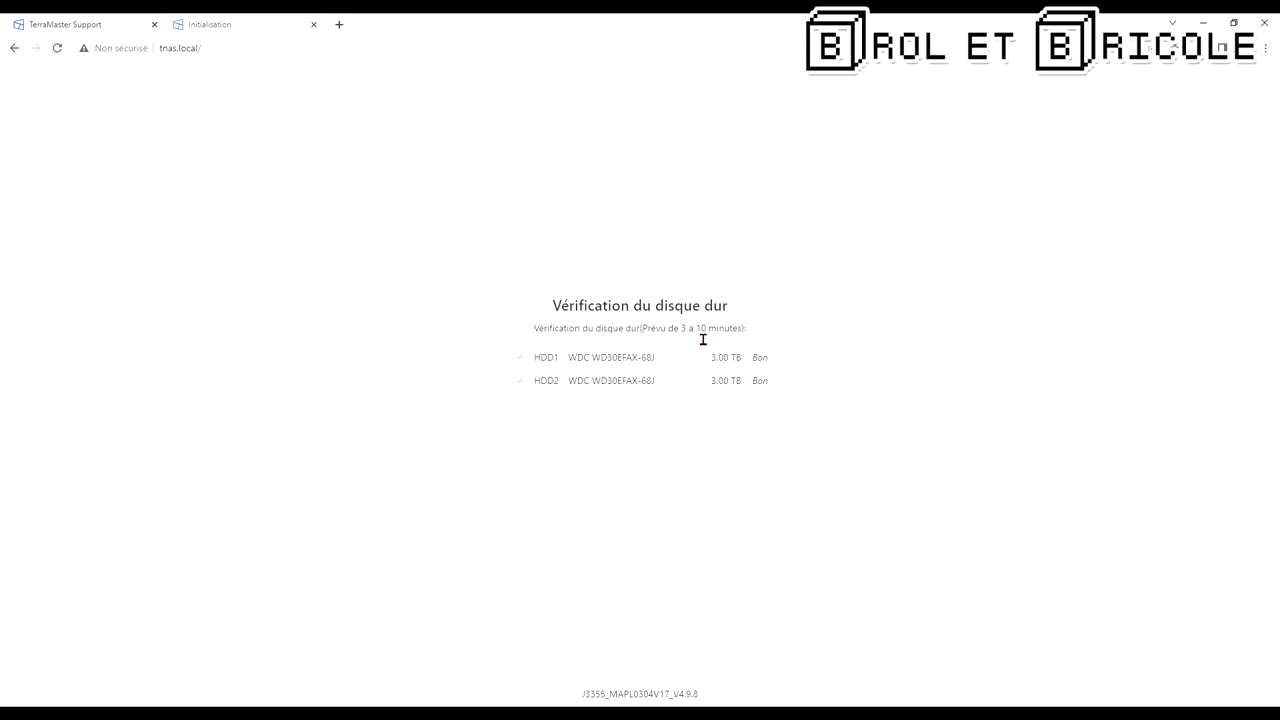 TerraMaster Support
Initialisation
BROL ET BRICOLE
Non sécurisé
tnas.local/
Vérification du disque dur
Vérification du disque dur(Prévu de 3 à 10 minutes):
HDD1 WDC WD30EFAX-68J 3.00 TB Bon
HDD2 WDC WD30EFAX-68J 3.00 TB Bon
J3355_MAPL0304V17_V4.9.8